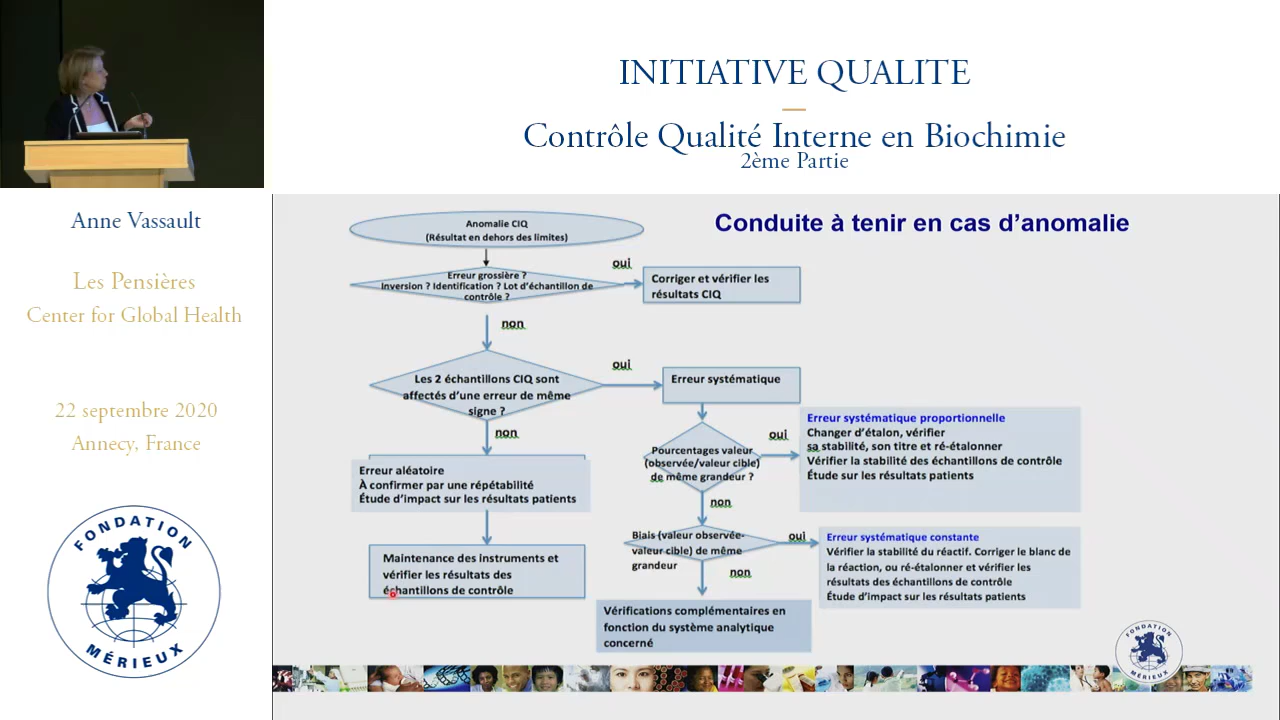 INITIATIVE QUALITE
Contrôle Qualité Interne en Biochimie
2ème Partie
Anne Vassault
Les Pensières
Center for Global Health
22 septembre 2020
Annecy, France
FONDATION
MÉRIEUX
Conduite à tenir en cas d’anomalie
Anomalie CIQ
(Résultat en dehors des limites)
Erreur grossière ?
Inversion ? Identification ? Lot d’échantillon de
contrôle ?
oui
Corriger et vérifier les
résultats CIQ
non
Les 2 échantillons CIQ sont
affectés d’une erreur de même
signe ?
oui
Erreur systématique
non
Erreur aléatoire
À confirmer par une répétabilité
Étude d’impact sur les résultats patients
Maintenance des instruments et
vérifier les résultats des
échantillons de contrôle
Pourcentages valeur
(observée/valeur cible)
de même grandeur ?
oui
Erreur systématique proportionnelle
Changer d’étalon, vérifier
sa stabilité, son titre et ré-étalonner
Vérifier la stabilité des échantillons de contrôle
Étude sur les résultats patients
non
Biais (valeur observée-
valeur cible) de même
grandeur
oui
Erreur systématique constante
Vérifier la stabilité du réactif. Corriger le blanc de
la réaction, ou ré-étalonner et vérifier les
résultats des échantillons de contrôle
Étude d’impact sur les résultats patients
non
Vérifications complémentaires en
fonction du système analytique
concerné
FONDATION
MÉRIEUX